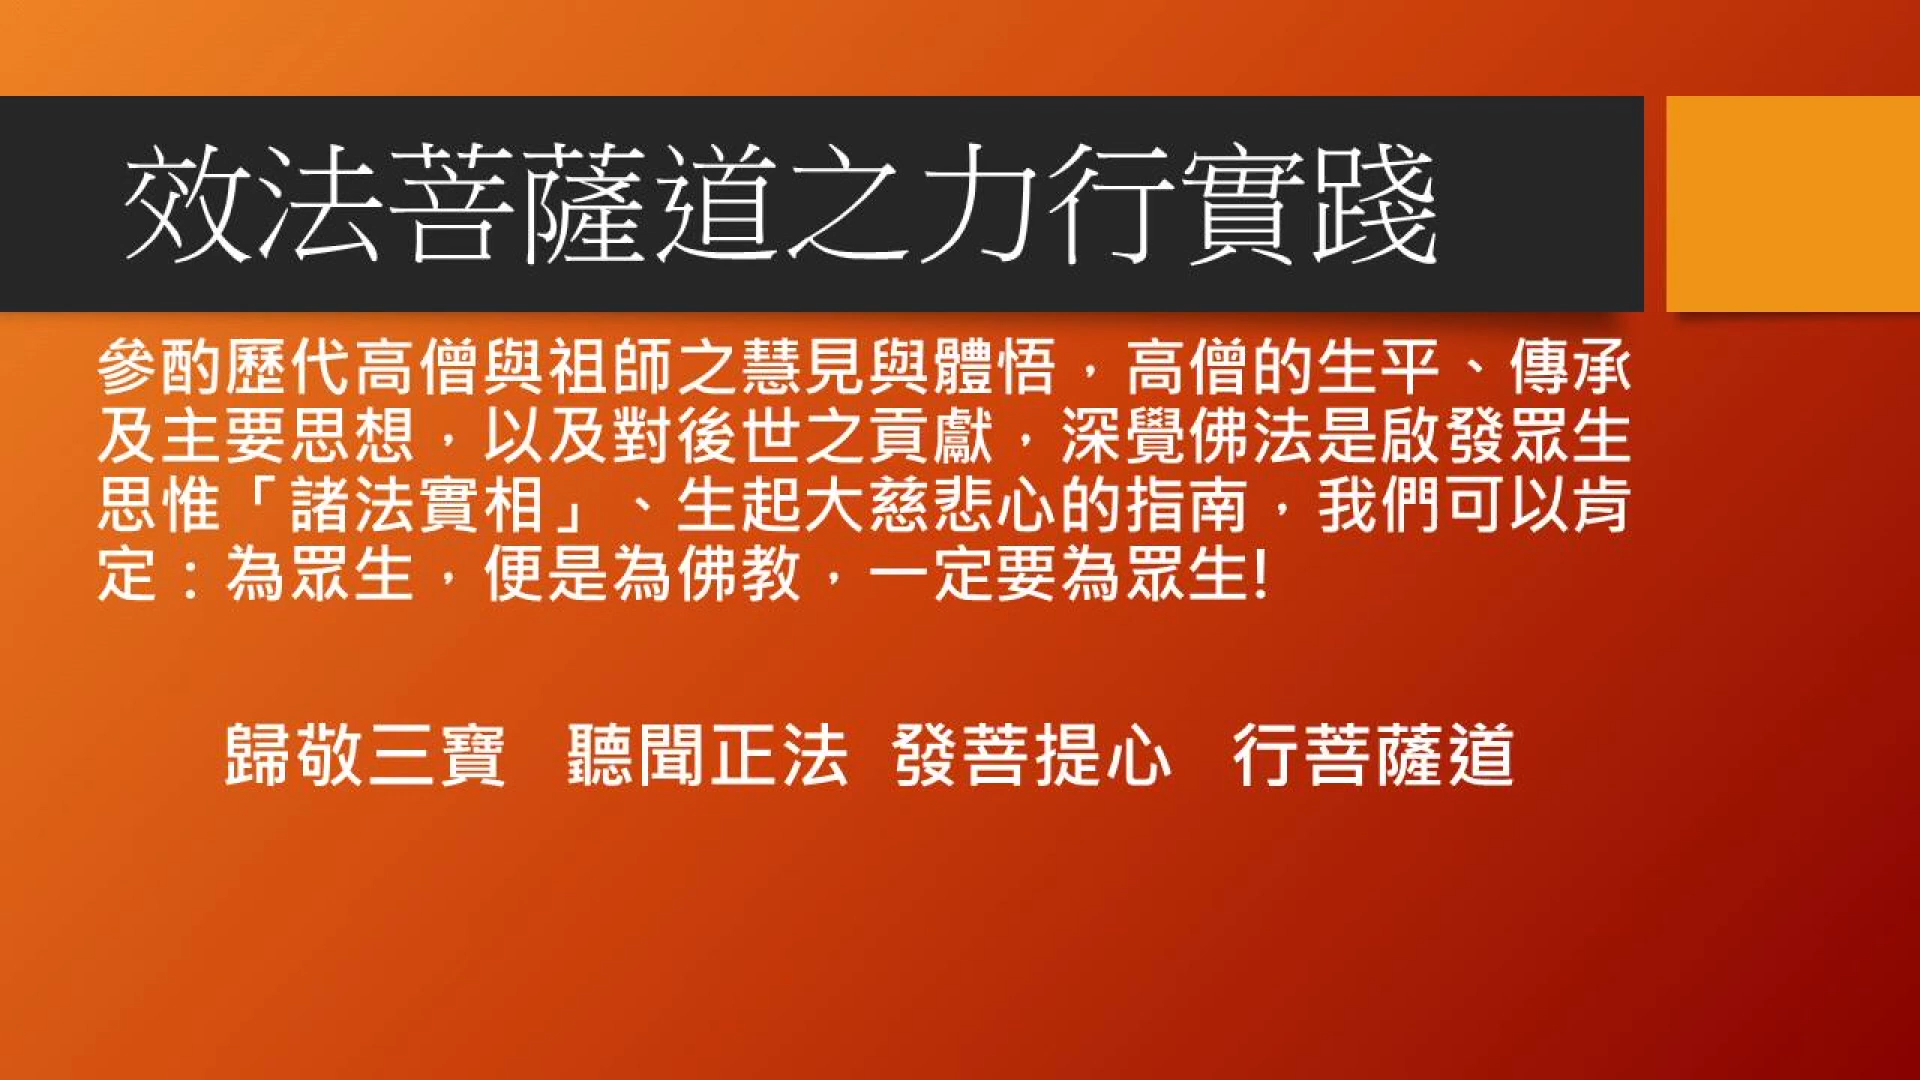 效法菩薩道之力行實踐
參酌歷代高僧與祖師之慧見與體悟，高僧的生平、傳承
及主要思想，以及對後世之貢獻，深覺佛法是啟發眾生
思惟「諸法實相」、生起大慈悲心的指南，我們可以肯
定：為眾生，便是為佛教，一定要為眾生!
歸敬三寶 聽聞正法 發菩提心 行菩薩道